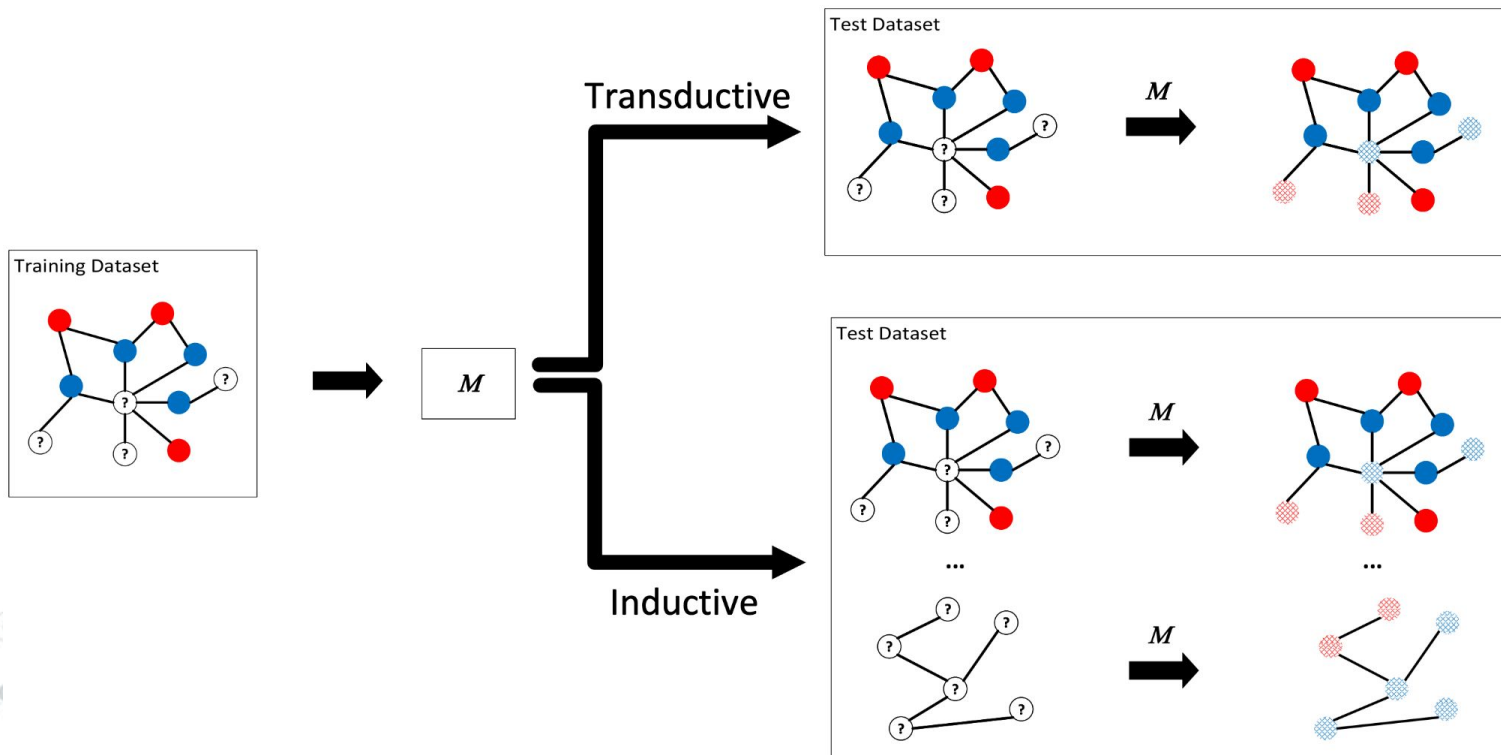 Training Dataset
?
?
?
?
M
Transductive
Inductive
Test Dataset
?
?
?
?
M
Test Dataset
?
?
?
?
M
...
...
?
?
?
?
?
?
M